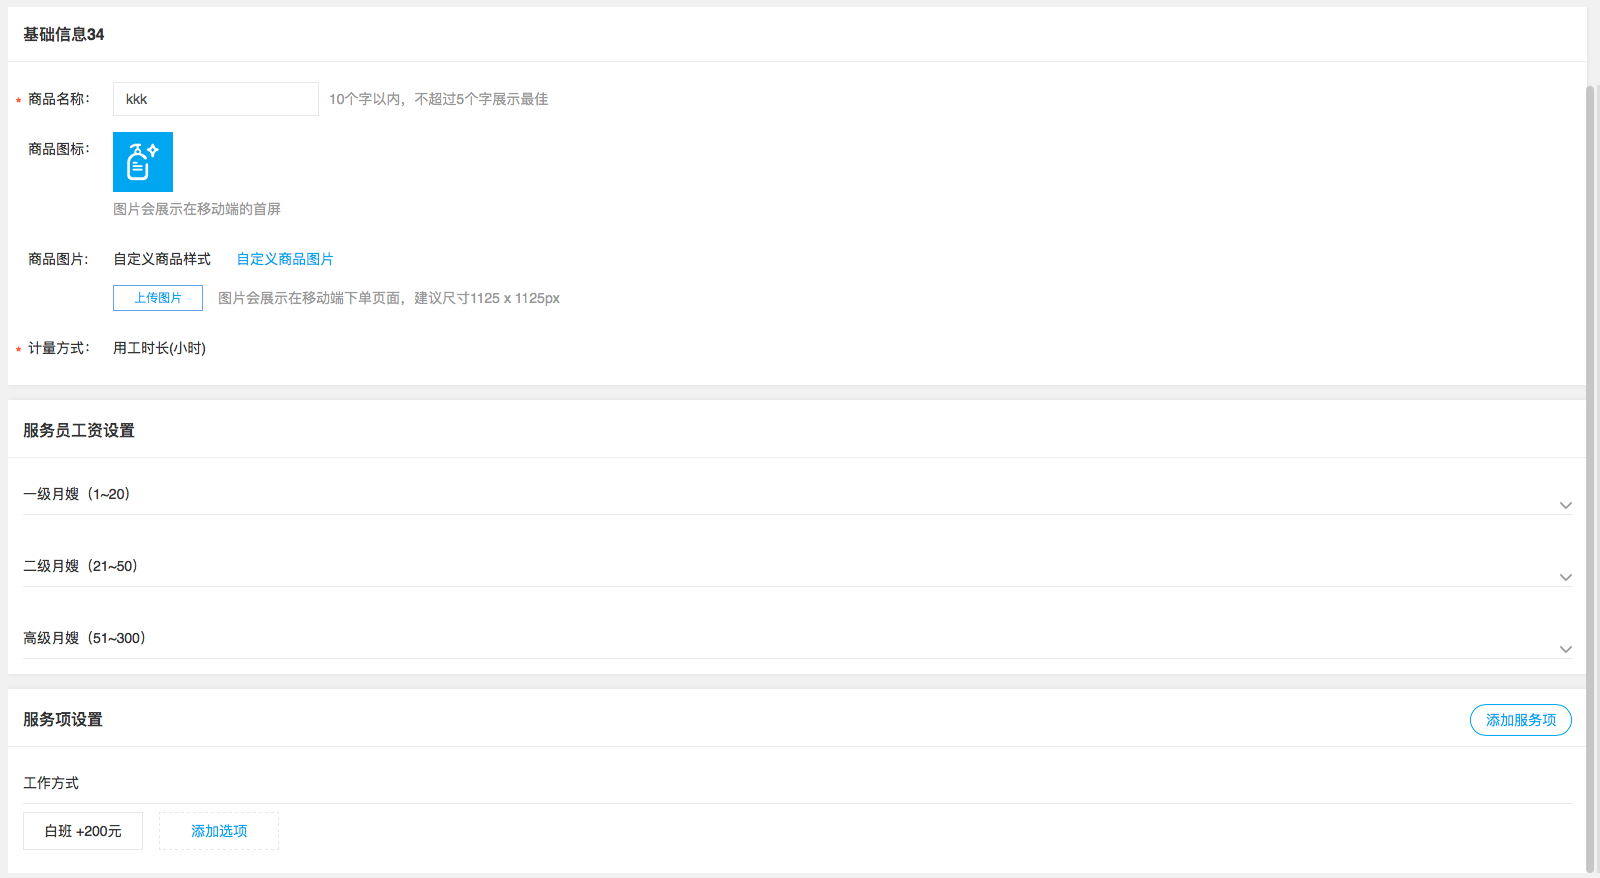 基础信息34
* 商品名称： kkk 10个字以内，不超过5个字展示最佳
商品图标：
图片会展示在移动端的首屏
商品图片: 自定义商品样式 自定义商品图片
上传图片 图片会展示在移动端下单页面，建议尺寸1125 x 1125px
* 计量方式： 用工时长(小时)
服务员工资设置
一级月嫂（1~20）
二级月嫂（21~50）
高级月嫂（51~300）
服务项设置 添加服务项
工作方式
白班 +200元 添加选项